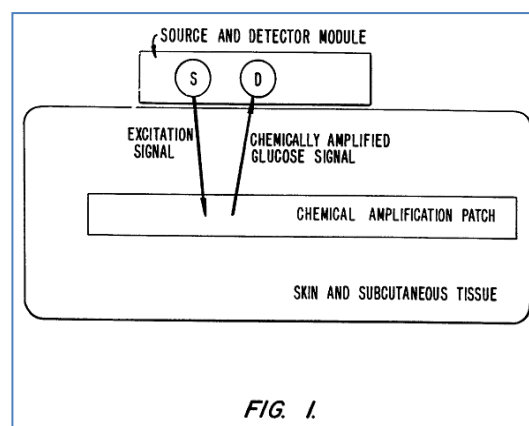 SOURCE AND DETECTOR MODULE
S
D
EXCITATION
SIGNAL
CHEMICALLY AMPLIFIED
GLUCOSE SIGNAL
CHEMICAL AMPLIFICATION PATCH
SKIN AND SUBCUTANEOUS TISSUE
FIG. 1.